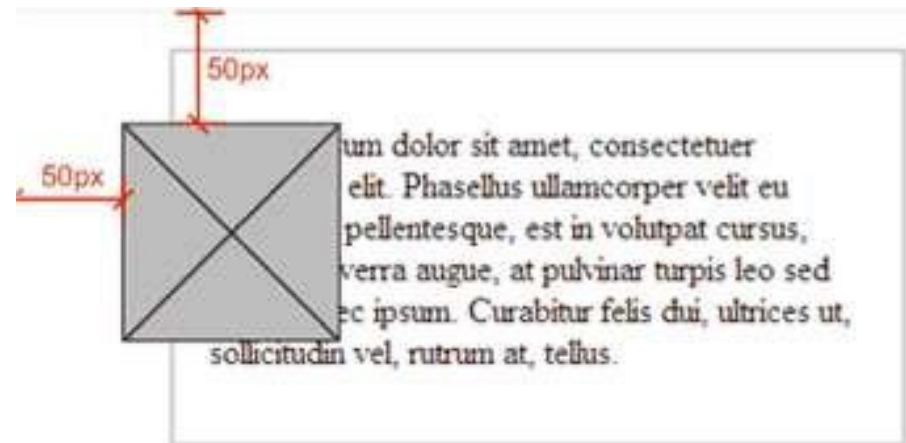 50px
50px
um dolor sit amet, consectetuer
elit. Phasellus ullamcorper velit eu
pellentesque, est in volutpat cursus,
verra augue, at pulvinar turpis leo sed
ec ipsum. Curabitur felis dui, ultrices ut,
sollicitudin vel, rutrum at, tellus.